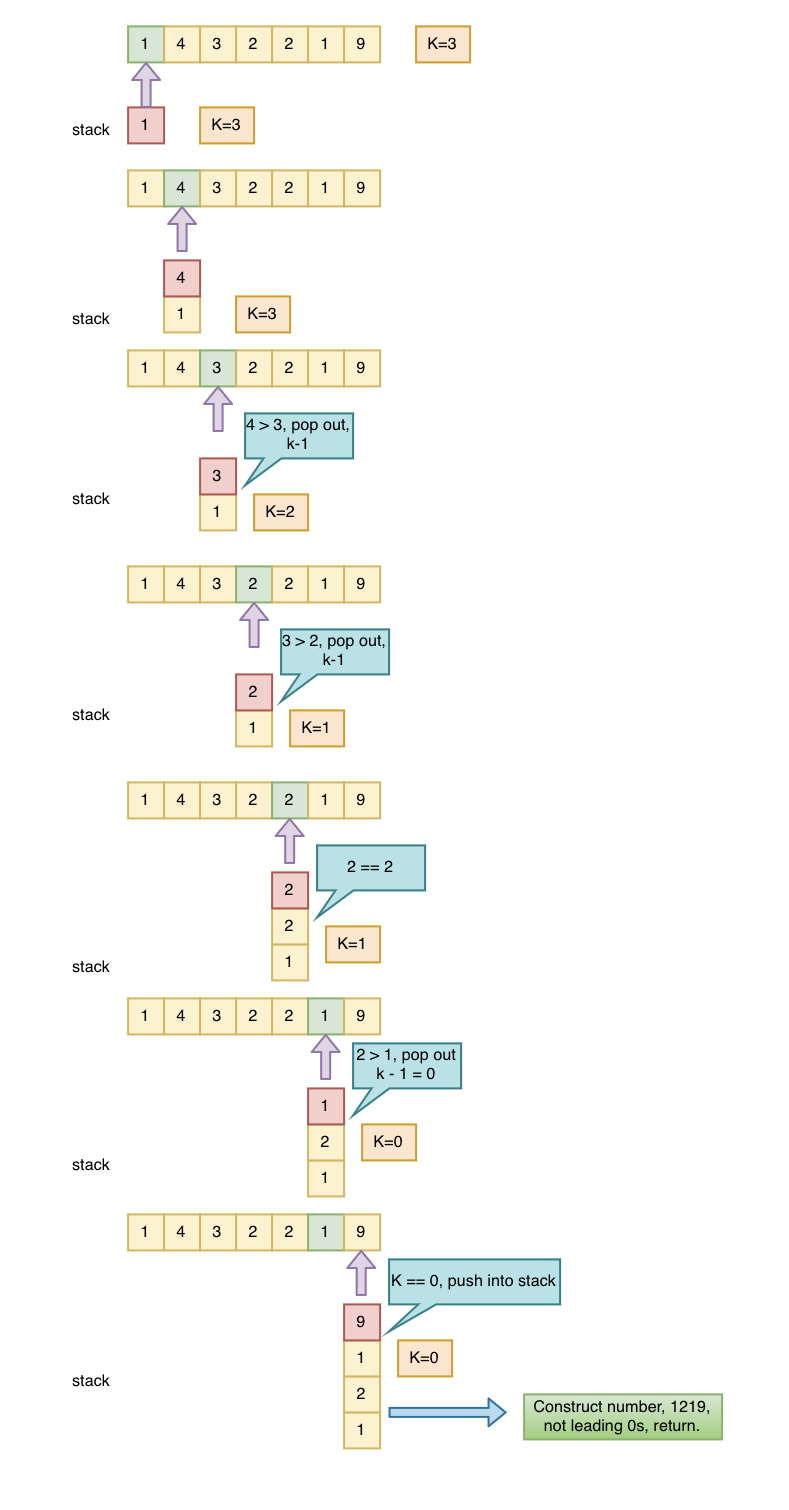 1 4 3 2 2 1 9 K=3
1
stack K=3
1 4 3 2 2 1 9
4
1 K=3
stack
1 4 3 2 2 1 9
4 > 3, pop out,
k-1
3
stack
1 K=2
1 4 3 2 2 1 9
3 > 2, pop out,
k-1
2
stack
1 K=1
1 4 3 2 2 1 9
2 == 2
2
2
K=1
1
stack
1 4 3 2 2 1 9
2 > 1, pop out
k - 1 = 0
1
2 K=0
stack
1
1 4 3 2 2 1 9
K == 0, push into stack
9
1 K=0
stack
2
1
Construct number, 1219,
not leading 0s, return.